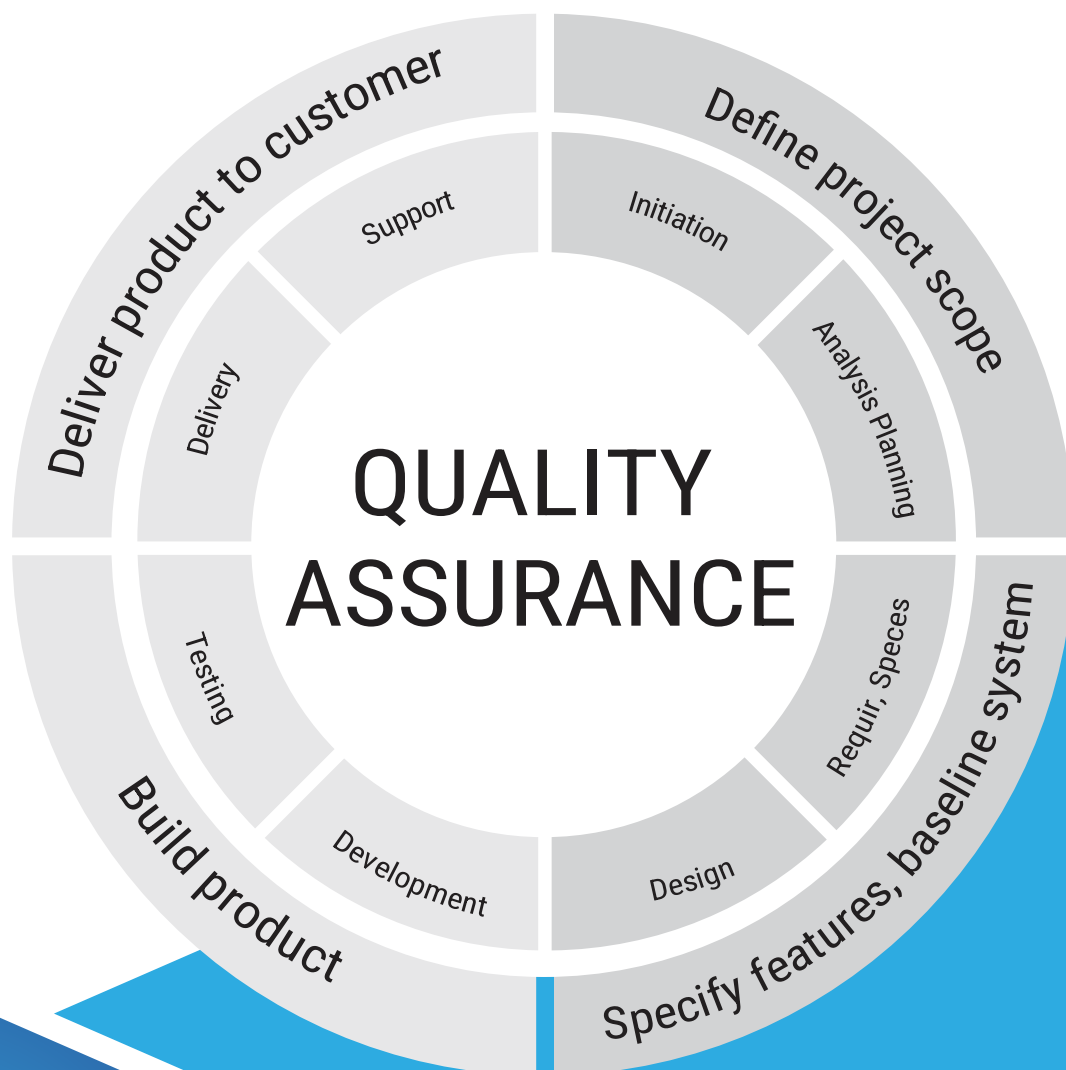 Deliver product to customer
Define project scope
Support
Initiation
Delivery
Analysis Planning
QUALITY
ASSURANCE
Testing
Requir, Speces
Development
Design
Build product
Specify features, baseline system